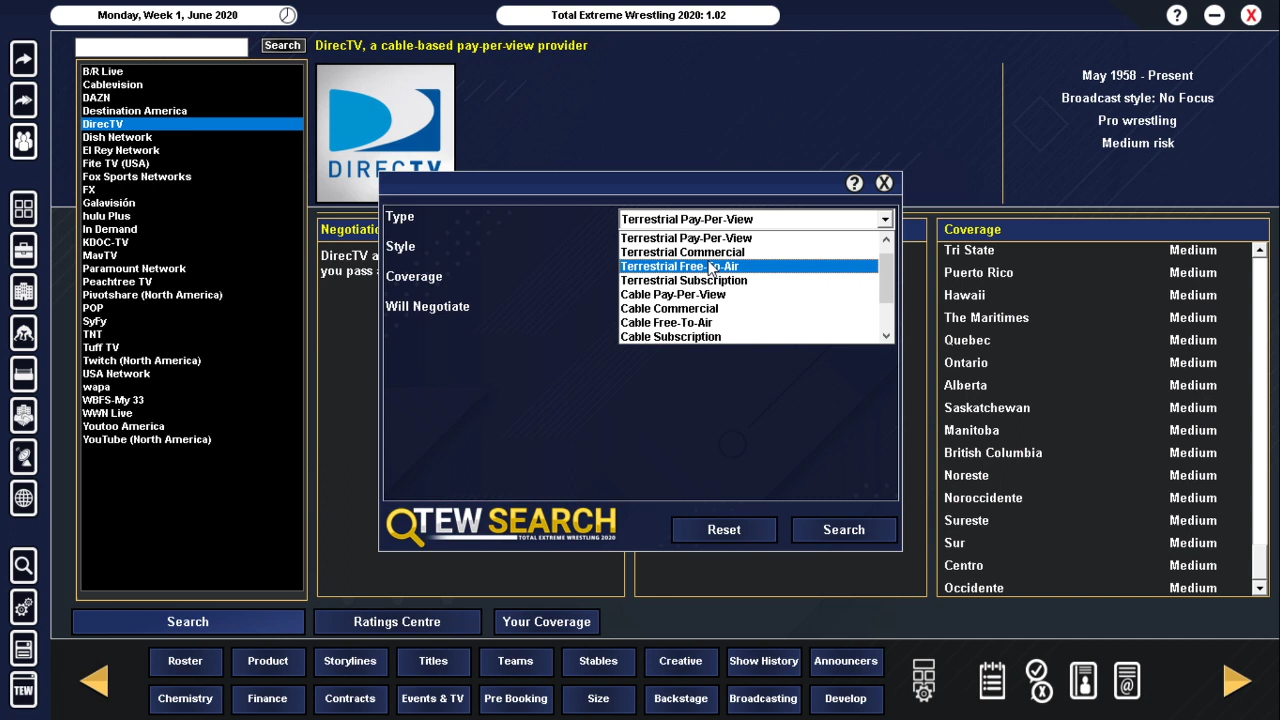 Monday, Week 1, June 2020
Total Extreme Wrestling 2020: 1.02
?
X
Search
DirecTV, a cable-based pay-per-view provider
B/R Live
Cablevision
DAZN
Destination America
DirecTV
Dish Network
El Rey Network
Fite TV (USA)
Fox Sports Networks
FX
Galavisión
hulu Plus
In Demand
KDOC-TV
MavTV
Paramount Network
Peachtree TV
Pivotshare (North America)
POP
SyFy
TNT
Tuff TV
Twitch (North America)
USA Network
wapa
WBFS-My 33
WWN Live
Youtoo America
YouTube (North America)
DIRECTV
May 1958 - Present
Broadcast style: No Focus
Pro wrestling
Medium risk
Negotiatio
DirecTV a
you pass
? X
Type
Style
Coverage
Will Negotiate
Terrestrial Pay-Per-View
Terrestrial Pay-Per-View
Terrestrial Commercial
Terrestrial Free-To-Air
Terrestrial Subscription
Cable Pay-Per-View
Cable Commercial
Cable Free-To-Air
Cable Subscription
TEW SEARCH
TOTAL EXTREME WRESTLING 2020
Reset
Search
Coverage
Tri State Medium
Puerto Rico Medium
Hawaii Medium
The Maritimes Medium
Quebec Medium
Ontario Medium
Alberta Medium
Saskatchewan Medium
Manitoba Medium
British Columbia Medium
Noreste Medium
Noroccidente Medium
Sureste Medium
Sur Medium
Centro Medium
Occidente Medium
Search
Ratings Centre
Your Coverage
Roster
Product
Storylines
Titles
Teams
Stables
Creative
Show History
Announcers
Chemistry
Finance
Contracts
Events & TV
Pre Booking
Size
Backstage
Broadcasting
Develop
TEW